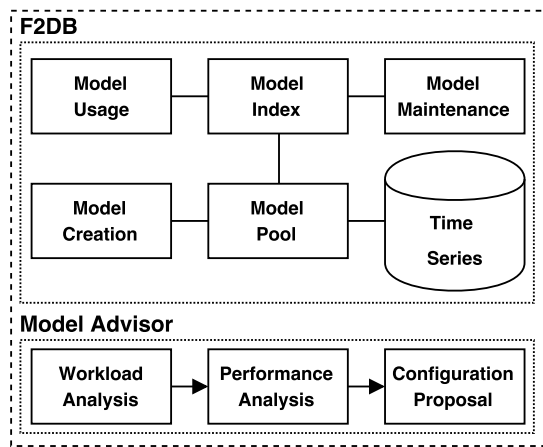 F2DB
Model
Usage
Model
Index
Model
Maintenance
Model
Creation
Model
Pool
Time
Series
Model Advisor
Workload
Analysis
Performance
Analysis
Configuration
Proposal